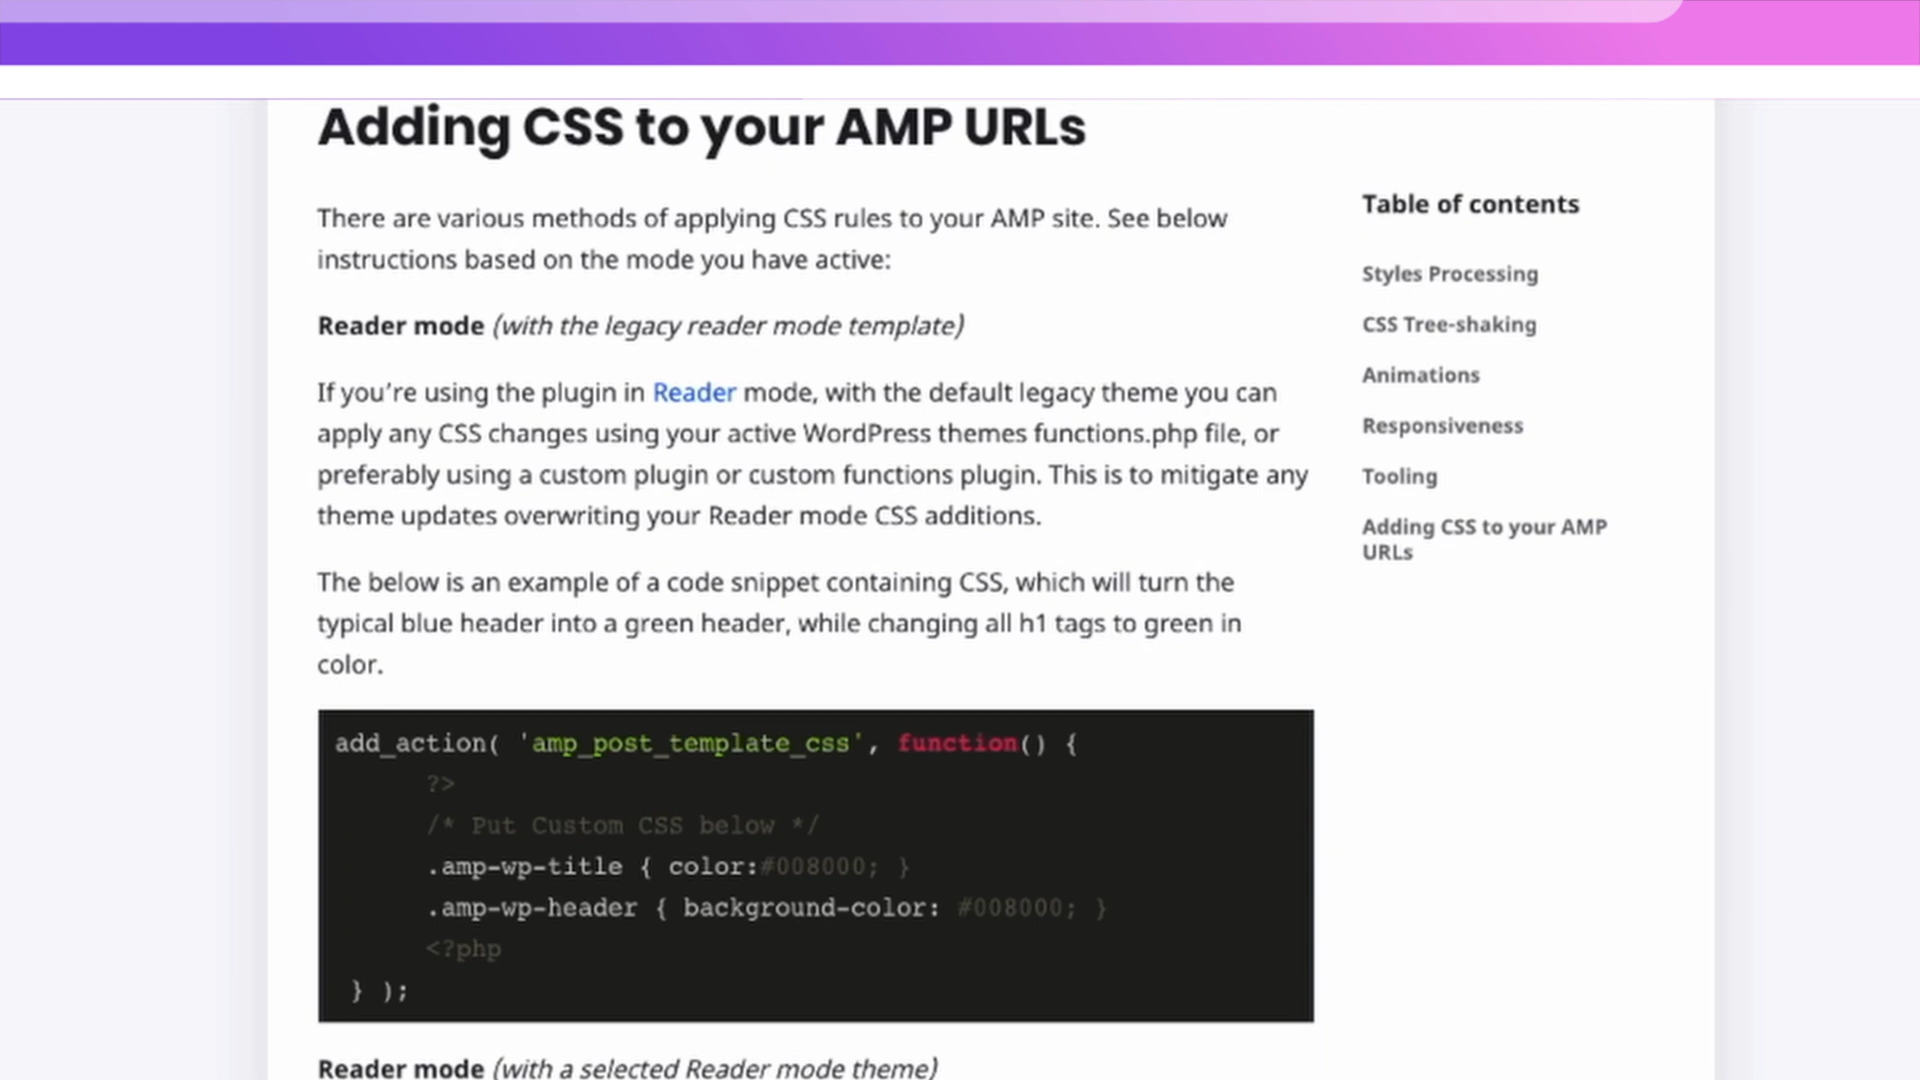 Adding CSS to your AMP URLs
There are various methods of applying CSS rules to your AMP site. See below
instructions based on the mode you have active:
Reader mode (with the legacy reader mode template)
If you’re using the plugin in Reader mode, with the default legacy theme you can
apply any CSS changes using your active WordPress themes functions.php file, or
preferably using a custom plugin or custom functions plugin. This is to mitigate any
theme updates overwriting your Reader mode CSS additions.
The below is an example of a code snippet containing CSS, which will turn the
typical blue header into a green header, while changing all h1 tags to green in
color.
add_action( 'amp_post_template_css', function() {
?>
/* Put Custom CSS below */
.amp-wp-title { color:#008000; }
.amp-wp-header { background-color: #008000; }
<?php
} );
Reader mode (with a selected Reader mode theme)
Table of contents
Styles Processing
CSS Tree-shaking
Animations
Responsiveness
Tooling
Adding CSS to your AMP
URLs